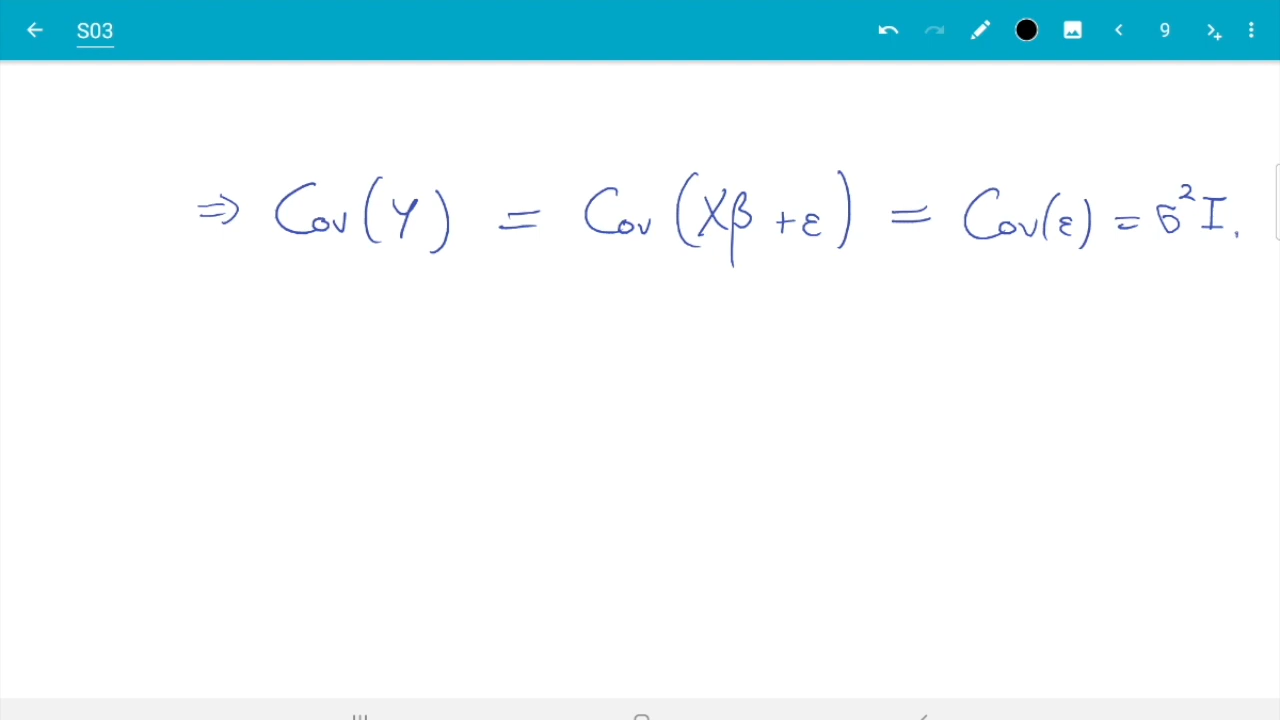 S03
9
⇒ Cov(Y) = Cov(Xβ + ε) = Cov(ε) = σ²I.